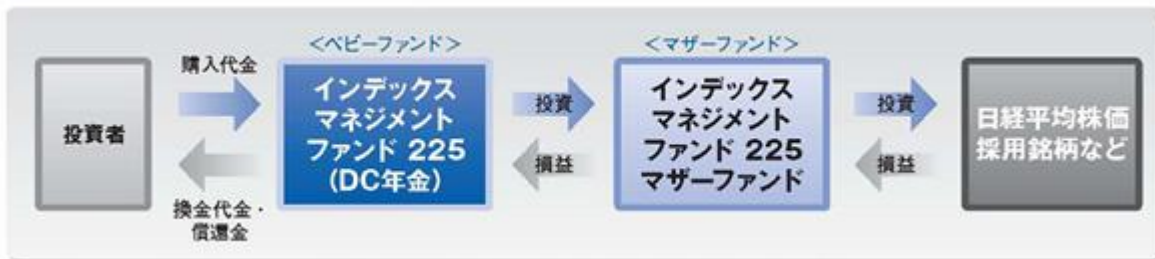 <ベビーファンド>
<マザーファンド>
投資者
購入代金
換金代金・
償還金
インデックス
マネジメント
ファンド 225
(DC年金)
投資
損益
インデックス
マネジメント
ファンド 225
マザーファンド
投資
損益
日経平均株価
採用銘柄など